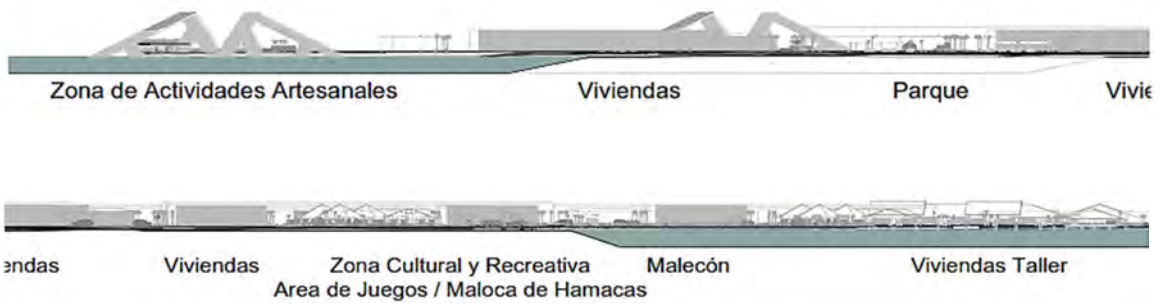 Zona de Actividades Artesanales
Viviendas
Parque
Vivie
endas
Viviendas
Zona Cultural y Recreativa
Area de Juegos / Maloca de Hamacas
Malecón
Viviendas Taller